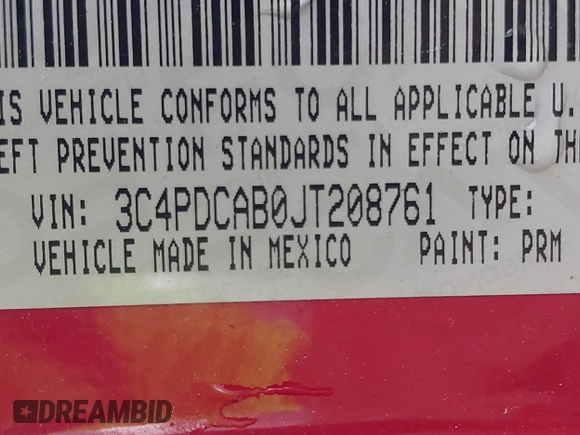 IS VEHICLE CONFORMS TO ALL APPLICABLE U.
EFT PREVENTION STANDARDS IN EFFECT ON TH
VIN: 3C4PDCAB0JT208761 TYPE:
VEHICLE MADE IN MEXICO PAINT: PRM
DREAMBID